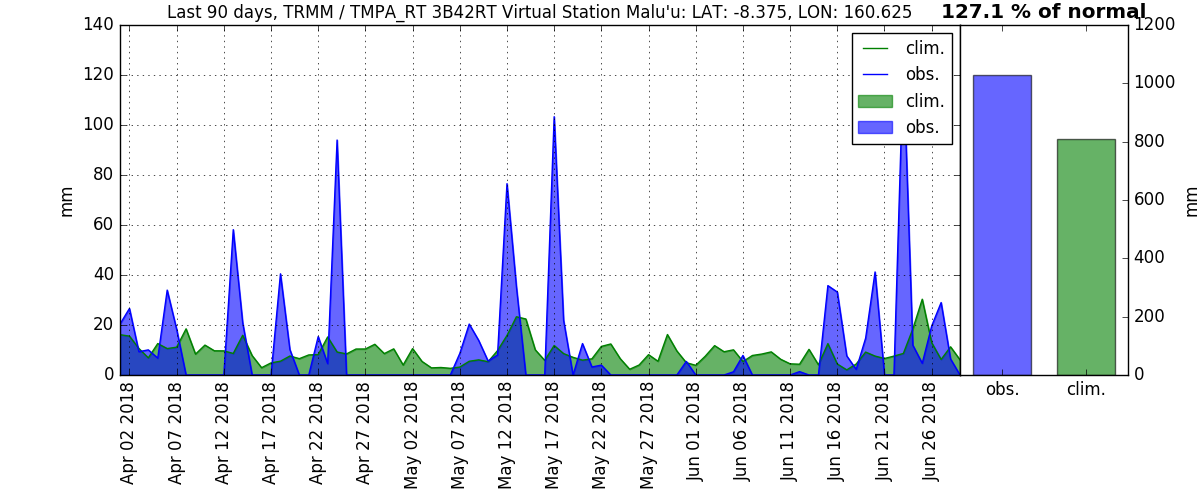 Last 90 days, TRMM / TMPA_RT 3B42RT Virtual Station Malu'u: LAT: -8.375, LON: 160.625
127.1 % of normal
140
120
100
80
60
40
20
0
mm
clim.
obs.
clim.
obs.
1200
1000
800
600
400
200
0
mm
Apr 02 2018
Apr 07 2018
Apr 12 2018
Apr 17 2018
Apr 22 2018
Apr 27 2018
May 02 2018
May 07 2018
May 12 2018
May 17 2018
May 22 2018
May 27 2018
Jun 01 2018
Jun 06 2018
Jun 11 2018
Jun 16 2018
Jun 21 2018
Jun 26 2018
obs.
clim.